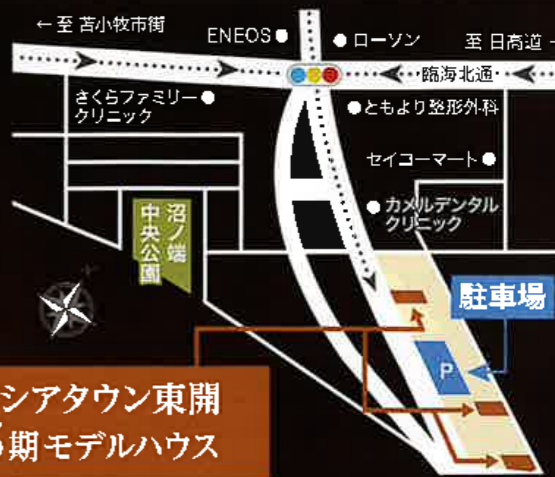 ← 至 苫小牧市街
ENEOS
ローソン
至 日高道
臨海北通
さくらファミリー
クリニック
ともより整形外科
セイコーマート
カメルデンタル
クリニック
沼ノ端
中央公園
駐車場
P
シアタウン東開
期モデルハウス